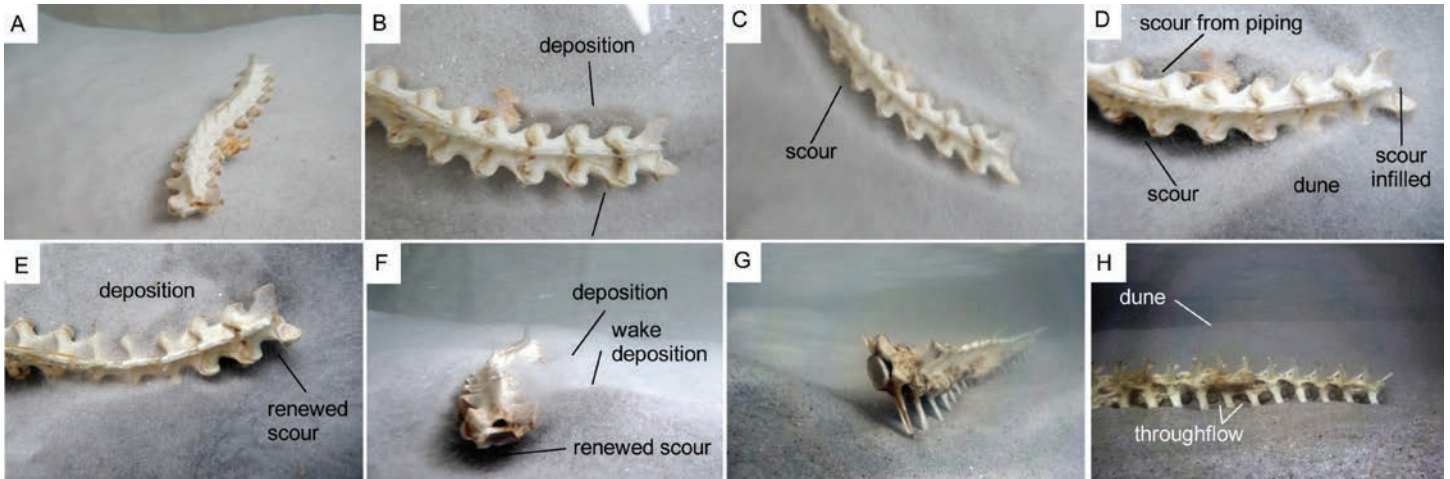 A
B
deposition
C
scour
D
scour from piping
scour
dune
scour
infilled
E
deposition
renewed
scour
F
deposition
wake
deposition
renewed scour
G
H
dune
throughflow